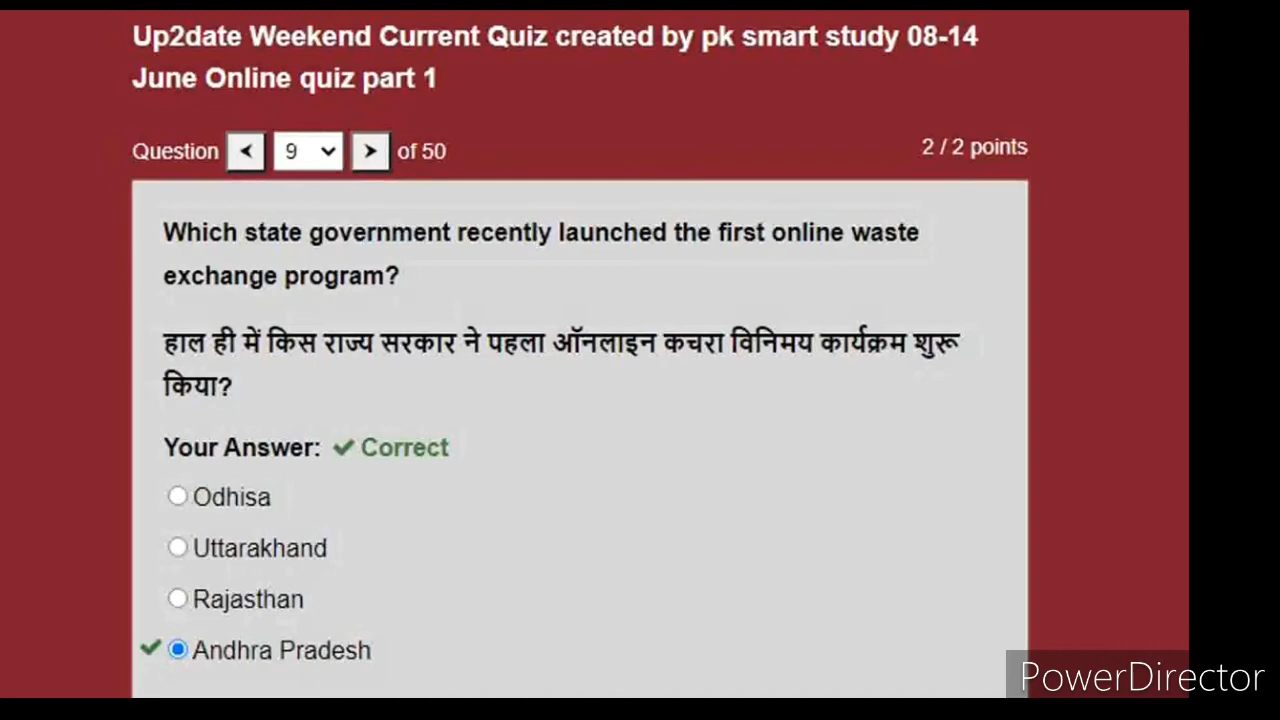 Up2date Weekend Current Quiz created by pk smart study 08-14
June Online quiz part 1
Question 9 of 50
2 / 2 points
Which state government recently launched the first online waste
exchange program?
हाल ही में किस राज्य सरकार ने पहला ऑनलाइन कचरा विनिमय कार्यक्रम शुरू
किया?
Your Answer: Correct
Odhisa
Uttarakhand
Rajasthan
Andhra Pradesh
PowerDirector